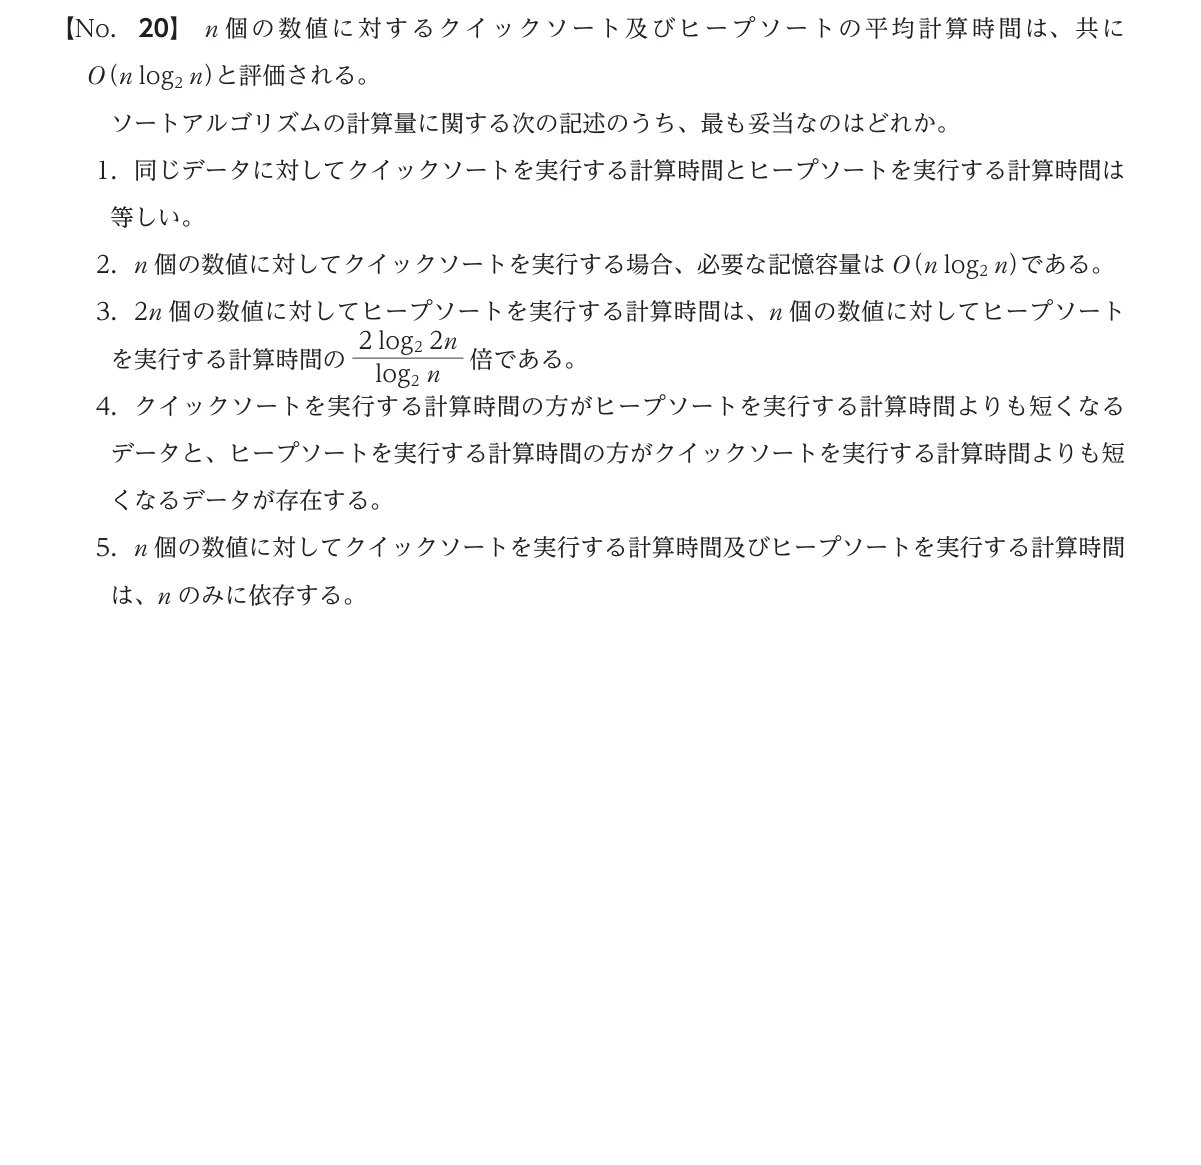 【No. 20】 n 個の数値に対するクイックソート及びヒープソートの平均計算時間は、共に
O(n log₂ n)と評価される。
ソートアルゴリズムの計算量に関する次の記述のうち、最も妥当なのはどれか。
1. 同じデータに対してクイックソートを実行する計算時間とヒープソートを実行する計算時間は
等しい。
2. n 個の数値に対してクイックソートを実行する場合、必要な記憶容量は O(n log₂ n)である。
3. 2n 個の数値に対してヒープソートを実行する計算時間は、n 個の数値に対してヒープソート
を実行する計算時間の 2 log₂ 2n / log₂ n 倍である。
4. クイックソートを実行する計算時間の方がヒープソートを実行する計算時間よりも短くなる
データと、ヒープソートを実行する計算時間の方がクイックソートを実行する計算時間よりも短
くなるデータが存在する。
5. n 個の数値に対してクイックソートを実行する計算時間及びヒープソートを実行する計算時間
は、n のみに依存する。